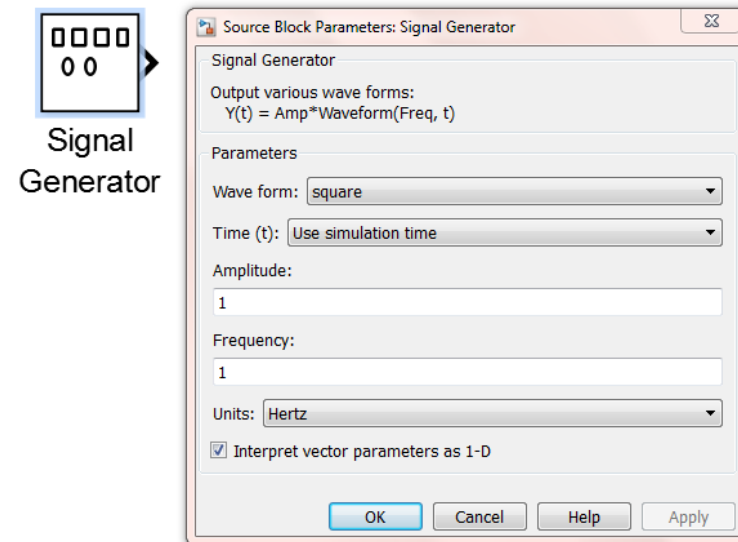 Signal
Generator
Source Block Parameters: Signal Generator
Signal Generator
Output various wave forms:
Y(t) = Amp*Waveform(Freq, t)
Parameters
Wave form: square
Time (t): Use simulation time
Amplitude:
1
Frequency:
1
Units: Hertz
Interpret vector parameters as 1-D
OK Cancel Help Apply